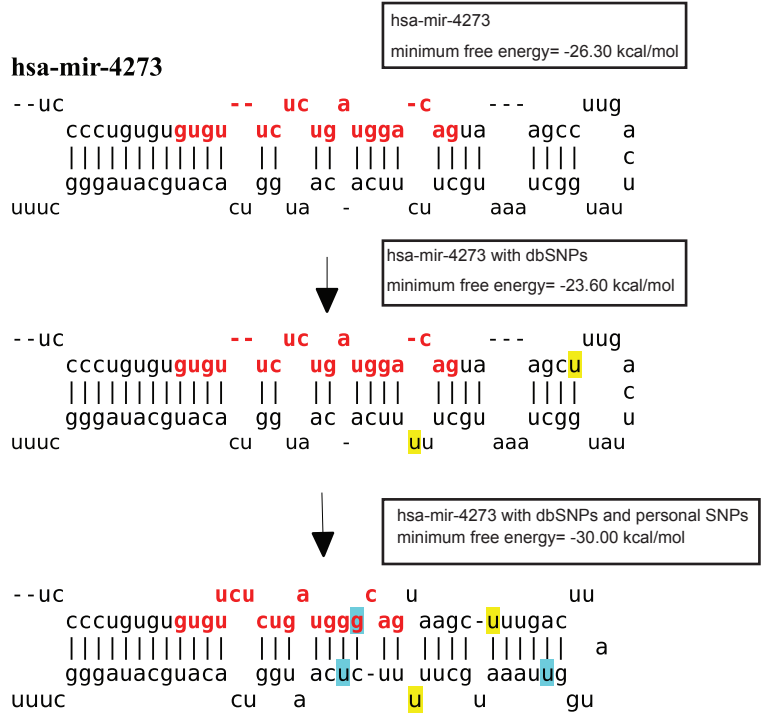 hsa-mir-4273
minimum free energy= -26.30 kcal/mol
hsa-mir-4273
--uc -- uc a -c --- uug
cccugugugugu uc ug ugga agua agcc a
|||||||||||| || || |||| |||| |||| c
gggauacguaca gg ac acuu ucgu ucgg u
uuuc cu ua - cu aaa uau
hsa-mir-4273 with dbSNPs
minimum free energy= -23.60 kcal/mol
--uc -- uc a -c --- uug
cccugugugugu uc ug ugga agua agcu a
|||||||||||| || || |||| |||| |||| c
gggauacguaca gg ac acuu ucgu ucgg u
uuuc cu ua - uu aaa uau
hsa-mir-4273 with dbSNPs and personal SNPs
minimum free energy= -30.00 kcal/mol
--uc ucu a c u uu
cccugugugugu cug uggg ag aagc-uuugac
|||||||||||| ||| |||| || |||| |||||| a
gggauacguaca ggu acuc-uu uucg aaauug
uuuc cu a u u gu